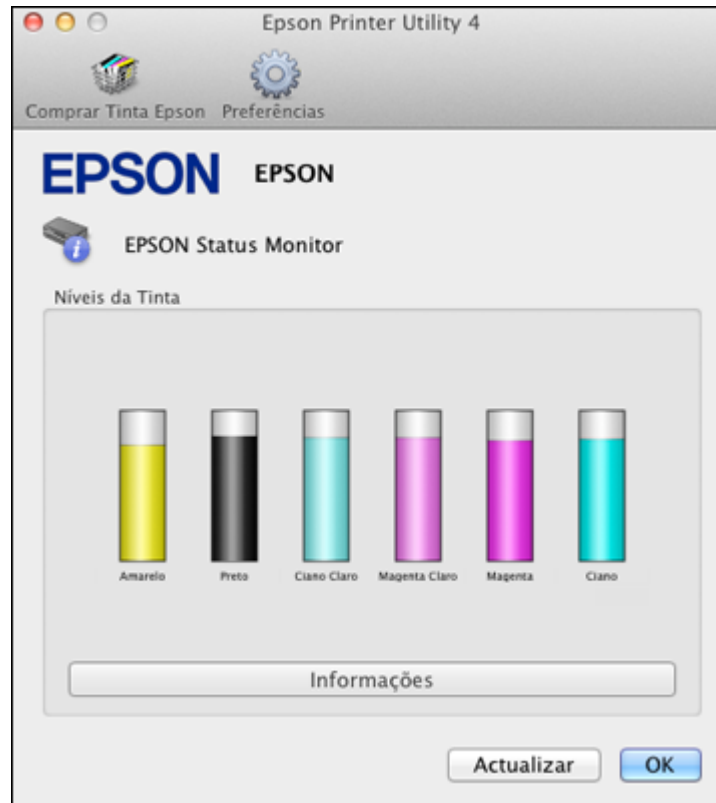 Epson Printer Utility 4
Comprar Tinta Epson Preferências
EPSON EPSON
EPSON Status Monitor
Níveis da Tinta
Amarelo Preto Ciano Claro Magenta Claro Magenta Ciano
Informações
Actualizar OK